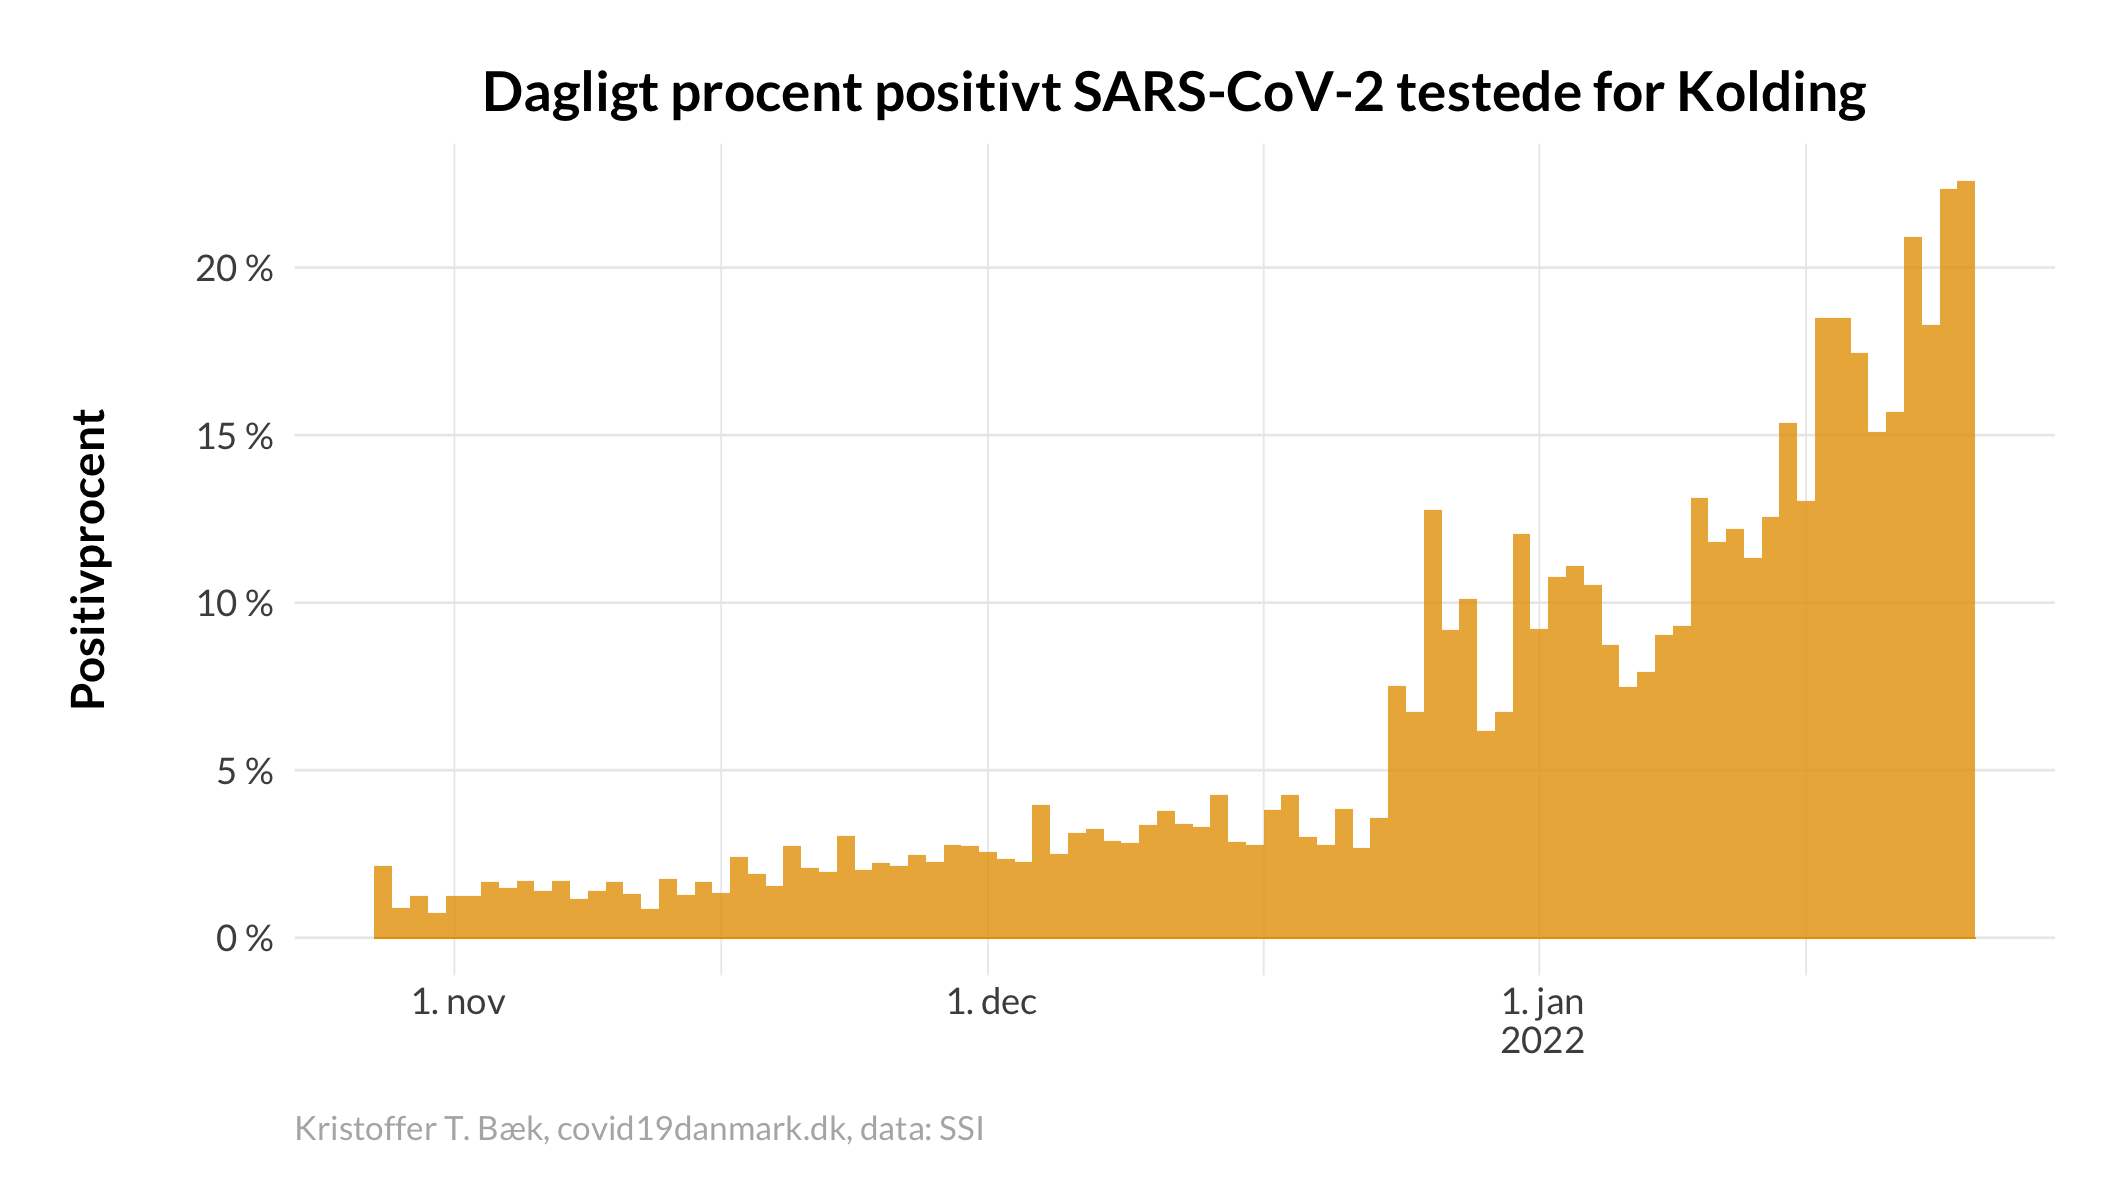 Dagligt procent positivt SARS-CoV-2 testede for Kolding
Positivprocent
20 %
15 %
10 %
5 %
0 %
1. nov
1. dec
1. jan
2022
Kristoffer T. Bæk, covid19danmark.dk, data: SSI